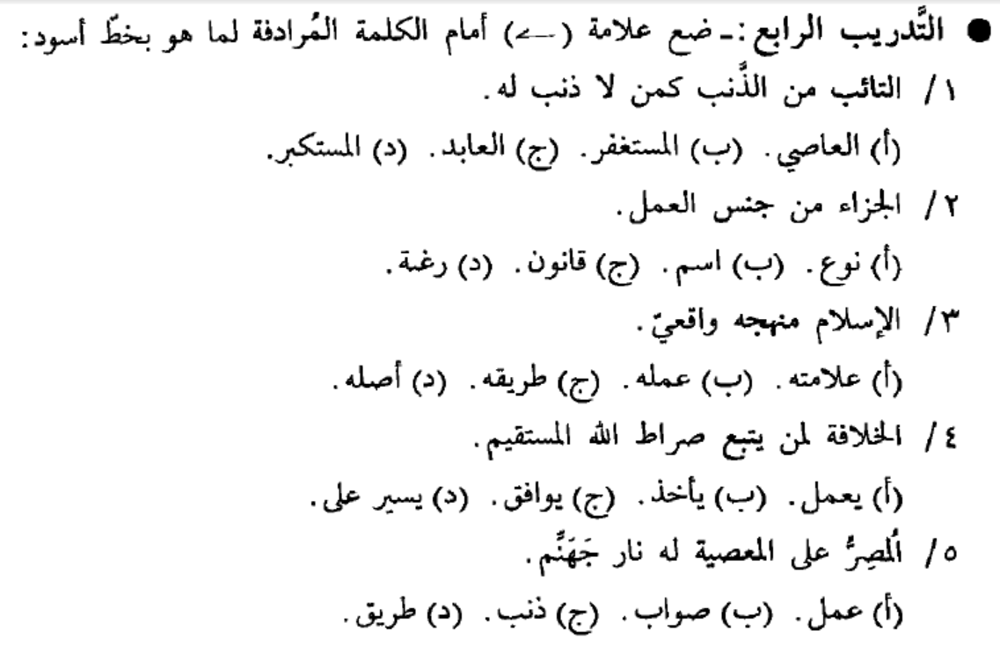 ● التَّدريب الرابع :ـ ضع علامة (✓) أمام الكلمة المُرادفة لما هو بخطّ أسود:
١/ التائب من الذَّنب كمن لا ذنب له.
(أ) العاصي. (ب) المستغفر. (ج) العابد. (د) المستكبر.
٢/ الجزاء من جنس العمل.
(أ) نوع. (ب) اسم. (ج) قانون. (د) رغبة.
٣/ الإسلام منهجه واقعيّ.
(أ) علامته. (ب) عمله. (ج) طريقه. (د) أصله.
٤/ الخلافة لمن يتبع صراط الله المستقيم.
(أ) يعمل. (ب) يأخذ. (ج) يوافق. (د) يسير على.
٥/ اُلمصِرُّ على المعصية له نار جَهَنَّم.
(أ) عمل. (ب) صواب. (ج) ذنب. (د) طريق.